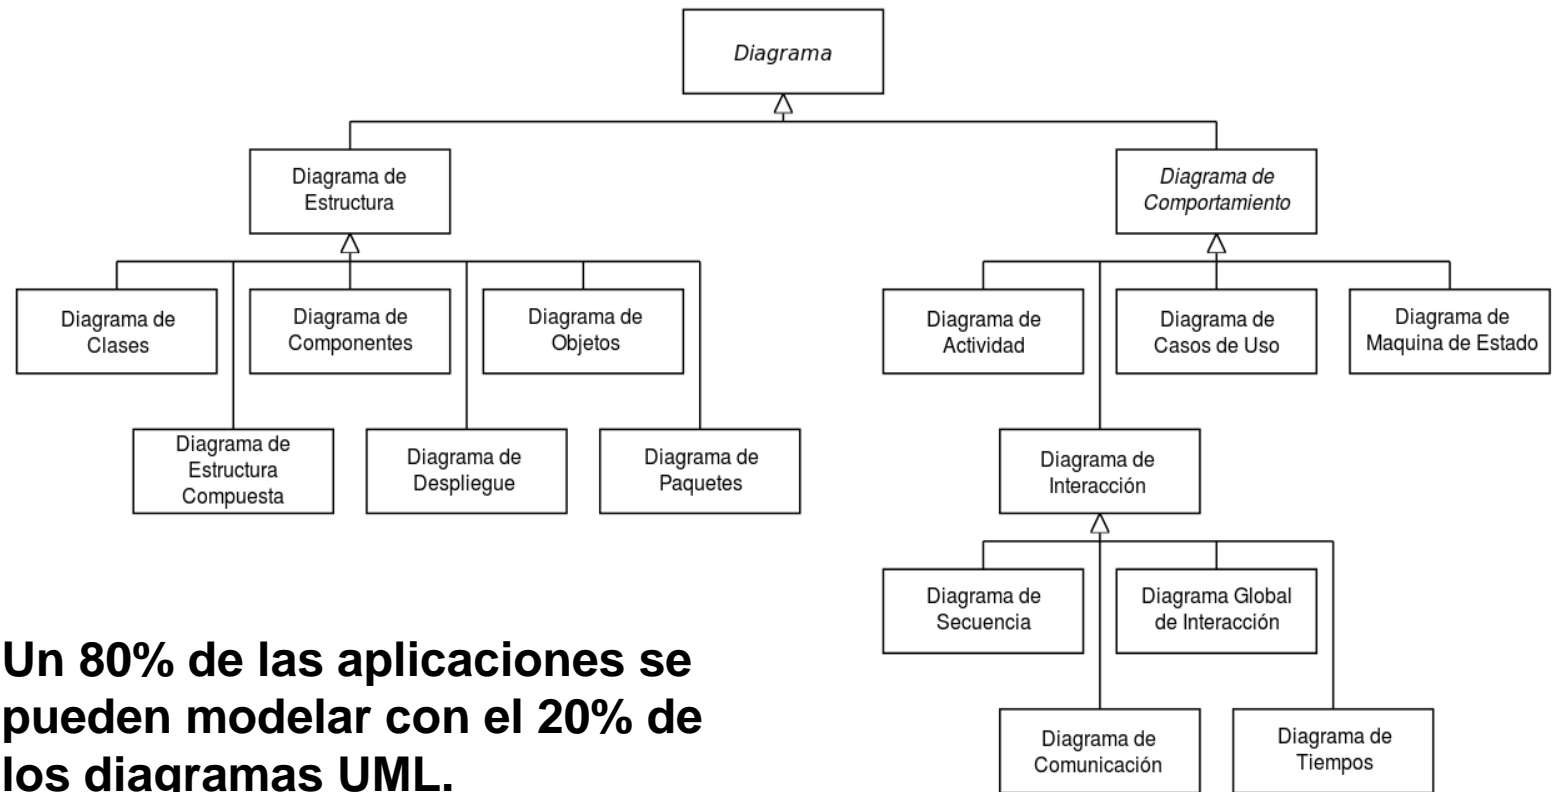 Diagrama
Diagrama de
Estructura
Diagrama de
Comportamiento
Diagrama de
Clases
Diagrama de
Componentes
Diagrama de
Objetos
Diagrama de
Actividad
Diagrama de
Casos de Uso
Diagrama de
Maquina de Estado
Diagrama de
Estructura
Compuesta
Diagrama de
Despliegue
Diagrama de
Paquetes
Diagrama de
Interacción
Diagrama de
Secuencia
Diagrama Global
de Interacción
Diagrama de
Comunicación
Diagrama de
Tiempos
Un 80% de las aplicaciones se
pueden modelar con el 20% de
los diagramas UML.